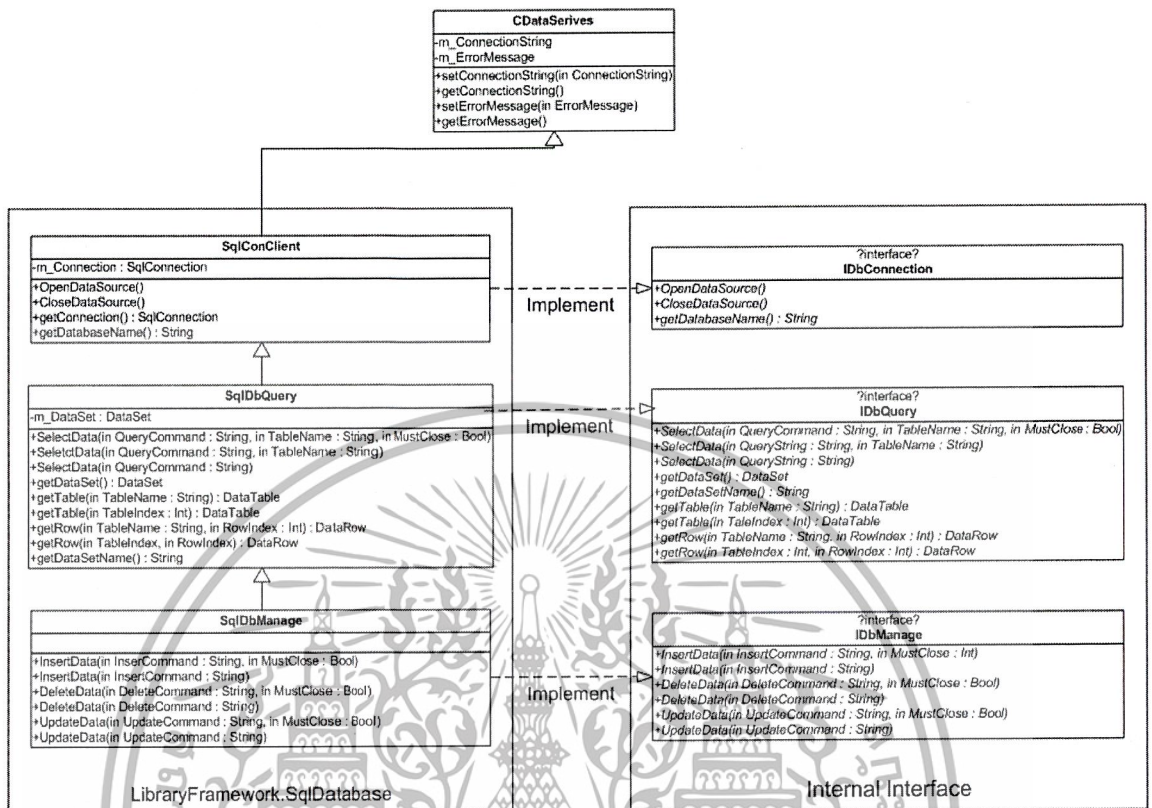 CDataSerives
-m_ConnectionString
-m_ErrorMessage
+setConnectionString(in ConnectionString)
+getConnectionString()
+setErrorMessage(in ErrorMessage)
+getErrorMessage()
SqlConClient
-m_Connection : SqlConnection
+OpenDataSource()
+CloseDataSource()
+getConnection() : SqlConnection
+getDatabaseName() : String
Implement
?interface?
IDbConnection
+OpenDataSource()
+CloseDataSource()
+getDatabaseName() : String
SqlDbQuery
-m_DataSet : DataSet
+SelectData(in QueryCommand : String, in TableName : String, in MustClose : Bool)
+SeletctData(in QueryCommand : String, in TableName : String)
+SelectData(in QueryCommand : String)
+getDataSet() : DataSet
+getTable(in TableName : String) : DataTable
+getTable(in TableIndex : Int) : DataTable
+getRow(in TableName : String, in RowIndex : Int) : DataRow
+getRow(in TableIndex, in RowIndex) : DataRow
+getDataSetName() : String
Implement
?interface?
IDbQuery
+SelectData(in QueryCommand : String, in TableName : String, in MustClose : Bool)
+SelectData(in QueryString : String, in TableName : String)
+SelectData(in QueryString : String)
+getDataSet() : DataSet
+getDataSetName() : String
+getTable(in TableName : String) : DataTable
+getTable(in TaleIndex : Int) : DataTable
+getRow(in TableName : String, in RowIndex : Int) : DataRow
+getRow(in TableIndex : Int, in RowIndex : Int) : DataRow
SqlDbManage
+InsertData(in InserCommand : String, in MustClose : Bool)
+InsertData(in InsertCommand : String)
+DeleteData(in DeleteCommand : String, in MustClose : Bool)
+DeleteData(in DeleteCommand : String)
+UpdateData(in UpdateCommand : String, in MustClose : Bool)
+UpdateData(in UpdateCommand : String)
Implement
?interface?
IDbManage
+InsertData(in InsertCommand : String, in MustClose : Int)
+InsertData(in InsertCommand : String)
+DeleteData(in DeleteCommand : String, in MustClose : Bool)
+DeleteData(in DeleteCommand : String)
+UpdateData(in UpdateCommand : String, in MustClose : Bool)
+UpdateData(in UpdateCommand : String)
LibraryFramework.SqlDatabase
Internal Interface